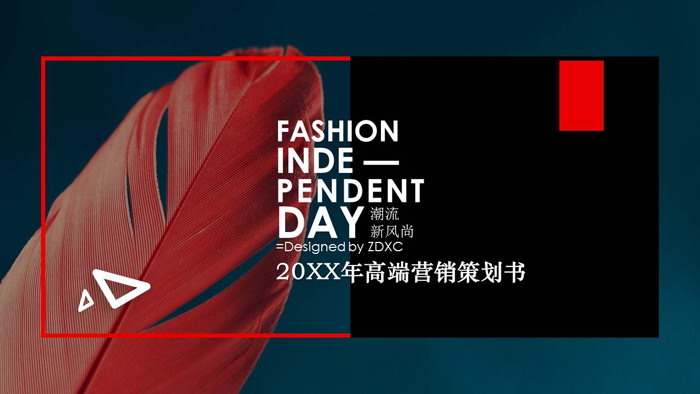 FASHION
INDE —
PENDENT
DAY 潮流
新风尚
=Designed by ZDXC
20XX年高端营销策划书